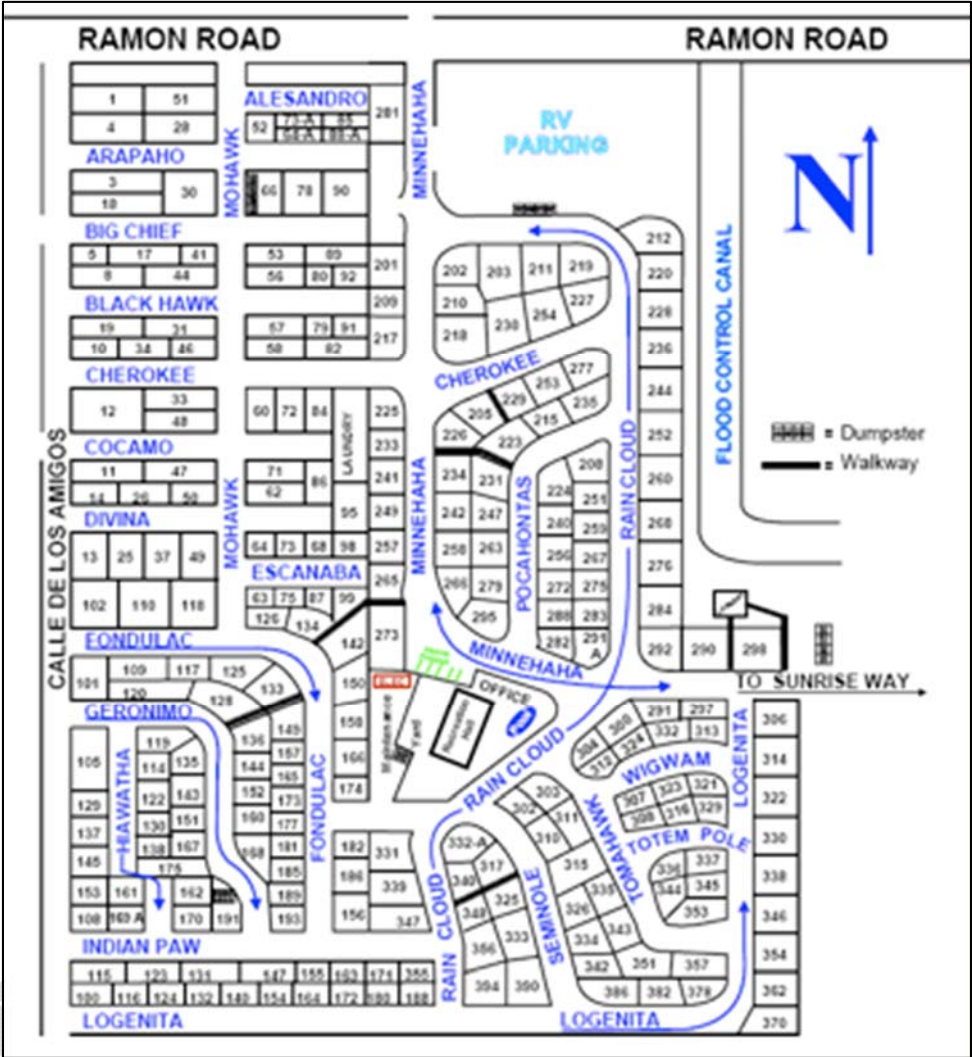 RAMON ROAD RAMON ROAD
1 51
ALESANDRO
4 28 52 73-A 85
281
MINNEHAHA
RV
PARKING
ARAPAHO
MOHAWK
3 30
66 78 90
BIG CHIEF
N
5 17 41
8 44
53 89
56 80 92
201
BLACK HAWK
209
19 31
10 34 46
57 79 91
58 82
217
CHEROKEE
12 33
48
60 72 84
LAUNDRY
225
233
COCAMO
11 47
14 26 50
71
62 86
241
249
95
DIVINA
MOHAWK
13 25 37 49
64 73 68 98
257
ESCANABA
265
102 110 118
63 75 87 99
126 134
142
273
CALLE DE LOS AMIGOS
MINNEHAHA
202 203 211 219
210 230 254 227
218
CHEROKEE
205 229 253 277
226 223 215 235
234 231
242 247
258 263
266 279
295
POCAHONTAS
208
224 251
240 259
256 267
272 275
288 283
282 291
A
RAIN CLOUD
212
220
228
236
244
252
260
268
276
284
292 290 298
FLOOD CONTROL CANAL
= Dumpster
= Walkway
MINNEHAHA
TO SUNRISE WAY
FONDULAC
101 109 117 125
120 128 133
GERONIMO
105
129
137
145
153 161
108 169 A
HIAWATHA
119
114 135
122 143
130 151
138 167
175
162
170 191
136 149
144 157
152 165
160 173
177
168 181
185
189
193
FONDULAC
150
158
166
174
Maintenance
Yard
Recreation
Hall
OFFICE
RAIN CLOUD
182 331
186 339
156 347
INDIAN PAW
115 123 131 147 155 163 171 355
100 116 124 132 140 154 164 172 180 188
LOGENITA
RAIN CLOUD
332-A
340 317
348 325
356 333
394 390
SEMINOLE
302 303
310 311
315
326 335
334 343
342 351 357
386 382 378
TOMAHAWK
304 300 291 297
312 324 332 313
WIGWAM
307 323 321
308 316 329
TOTEM POLE
336 337
344 345
353
LOGENITA
306
314
322
330
338
346
354
362
370
LOGENITA